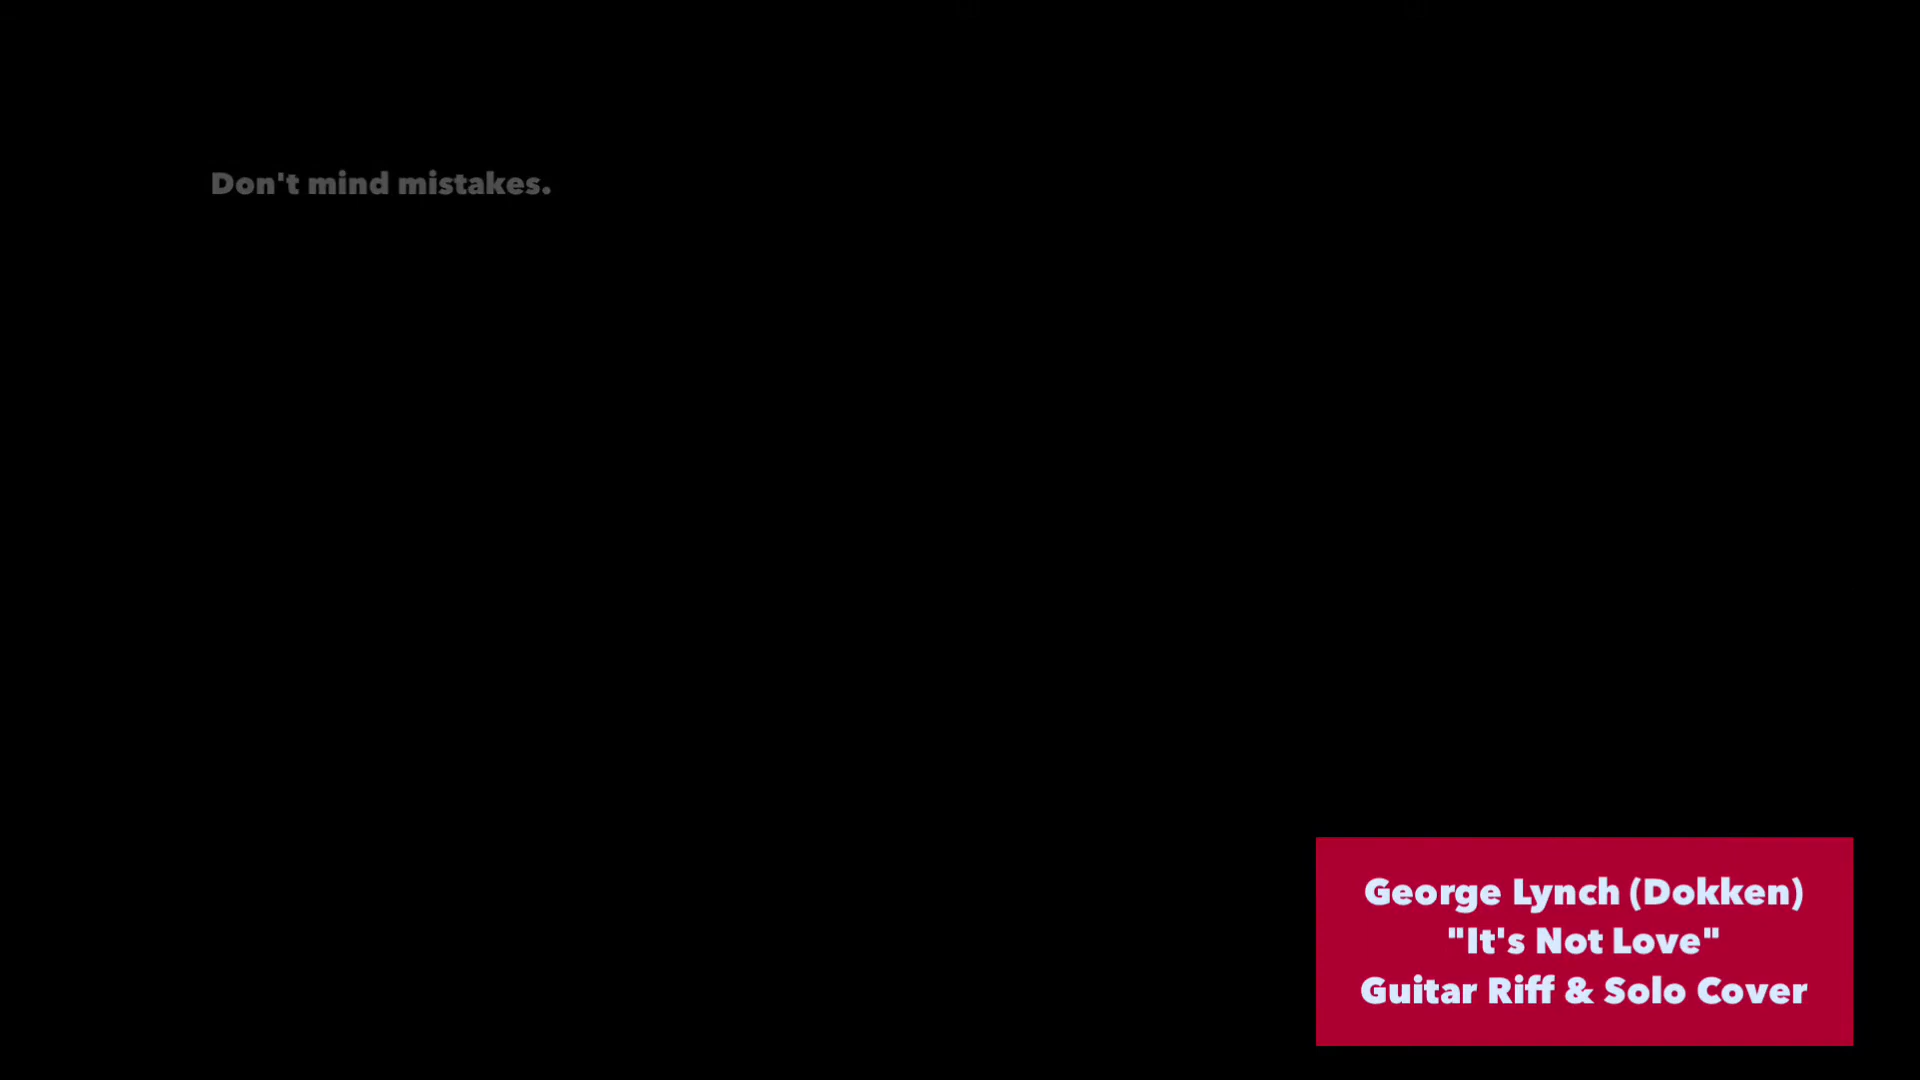 Don't mind mistakes.
George Lynch (Dokken)
"It's Not Love"
Guitar Riff & Solo Cover